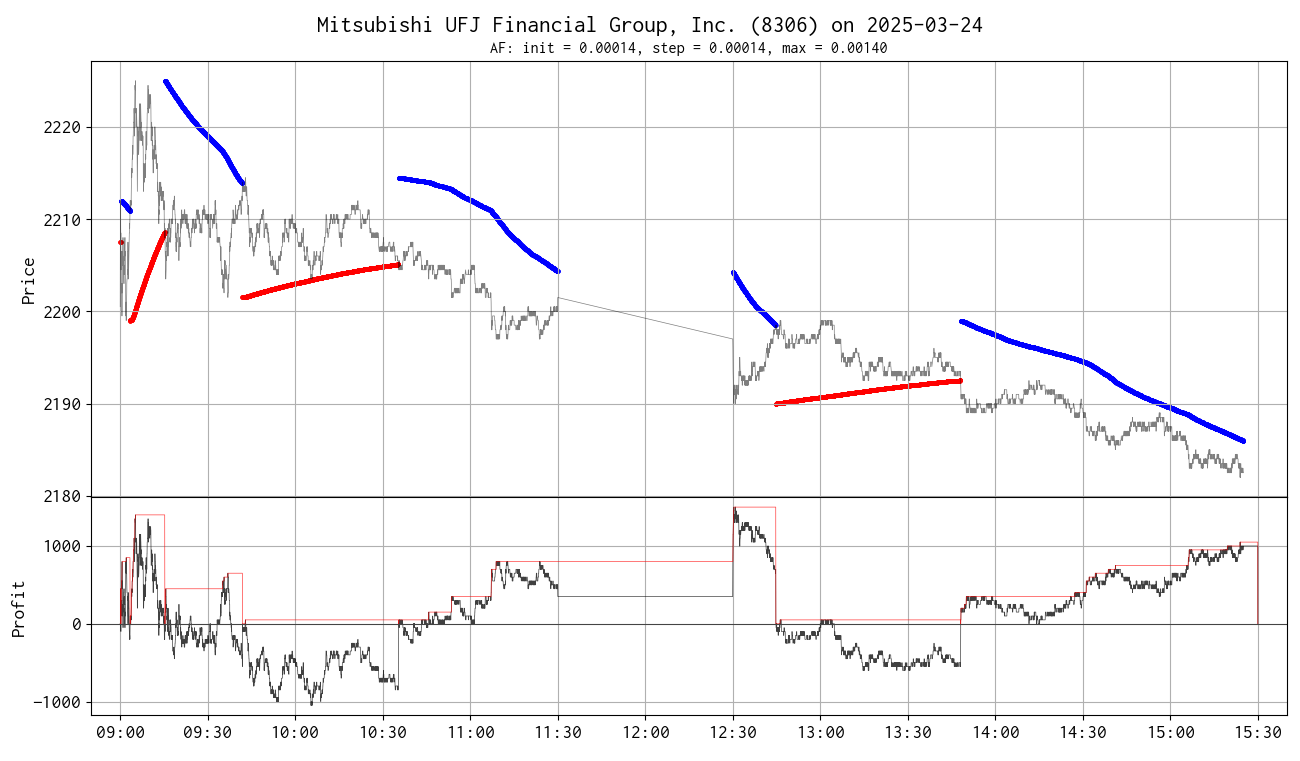 Mitsubishi UFJ Financial Group, Inc. (8306) on 2025-03-24
AF: init = 0.00014, step = 0.00014, max = 0.00140
Price
2220
2210
2200
2190
2180
Profit
1000
0
−1000
09:00 09:30 10:00 10:30 11:00 11:30 12:00 12:30 13:00 13:30 14:00 14:30 15:00 15:30